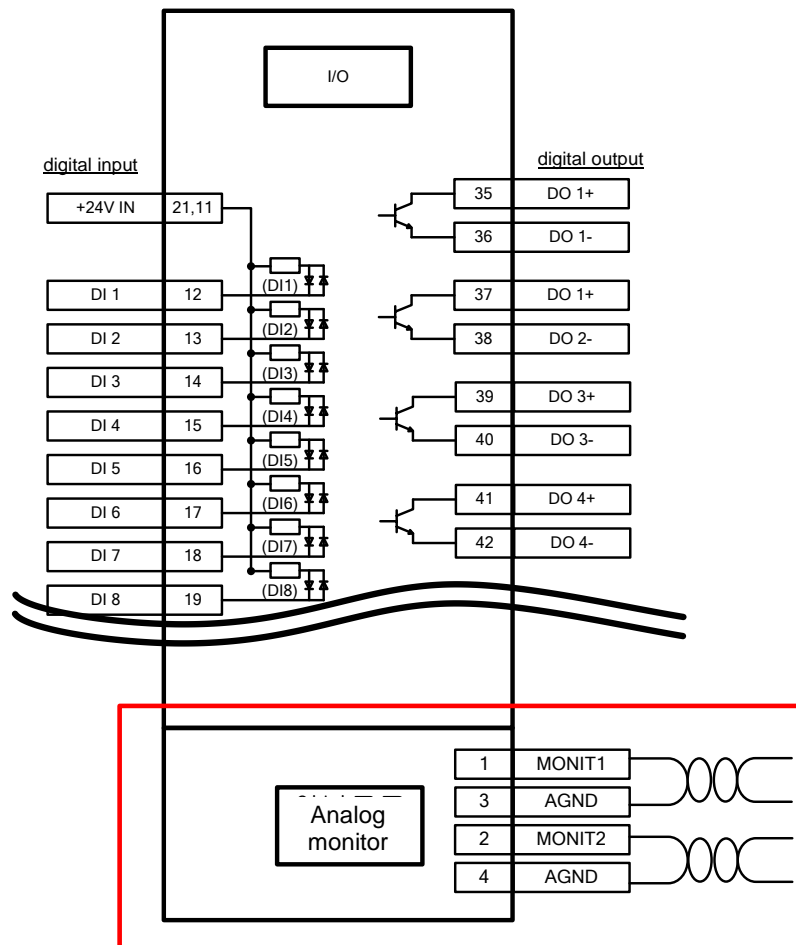 I/O
digital input
digital output
+24V IN 21,11
35 DO 1+
36 DO 1-
(DI1)
DI 1 12
37 DO 1+
(DI2)
DI 2 13
38 DO 2-
(DI3)
DI 3 14
39 DO 3+
(DI4)
DI 4 15
40 DO 3-
(DI5)
DI 5 16
41 DO 4+
(DI6)
DI 6 17
42 DO 4-
(DI7)
DI 7 18
(DI8)
DI 8 19
1 MONIT1
3 AGND
Analog
monitor
2 MONIT2
4 AGND